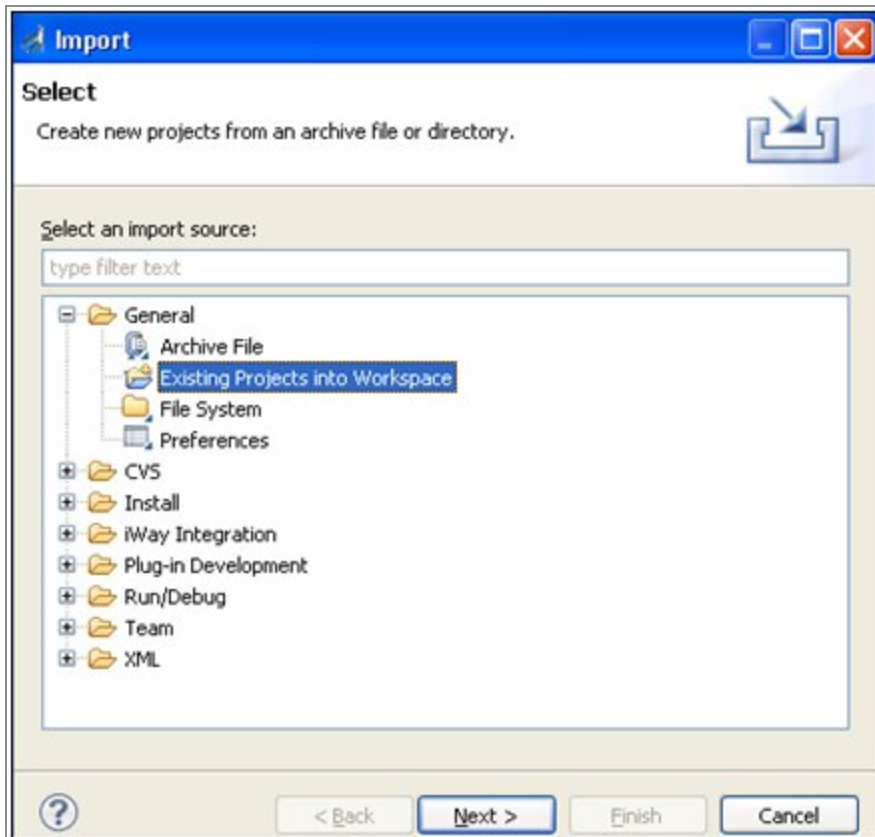 Import
Select
Create new projects from an archive file or directory.
Select an import source:
type filter text
General
Archive File
Existing Projects into Workspace
File System
Preferences
CVS
Install
iWay Integration
Plug-in Development
Run/Debug
Team
XML
? < Back Next > Finish Cancel